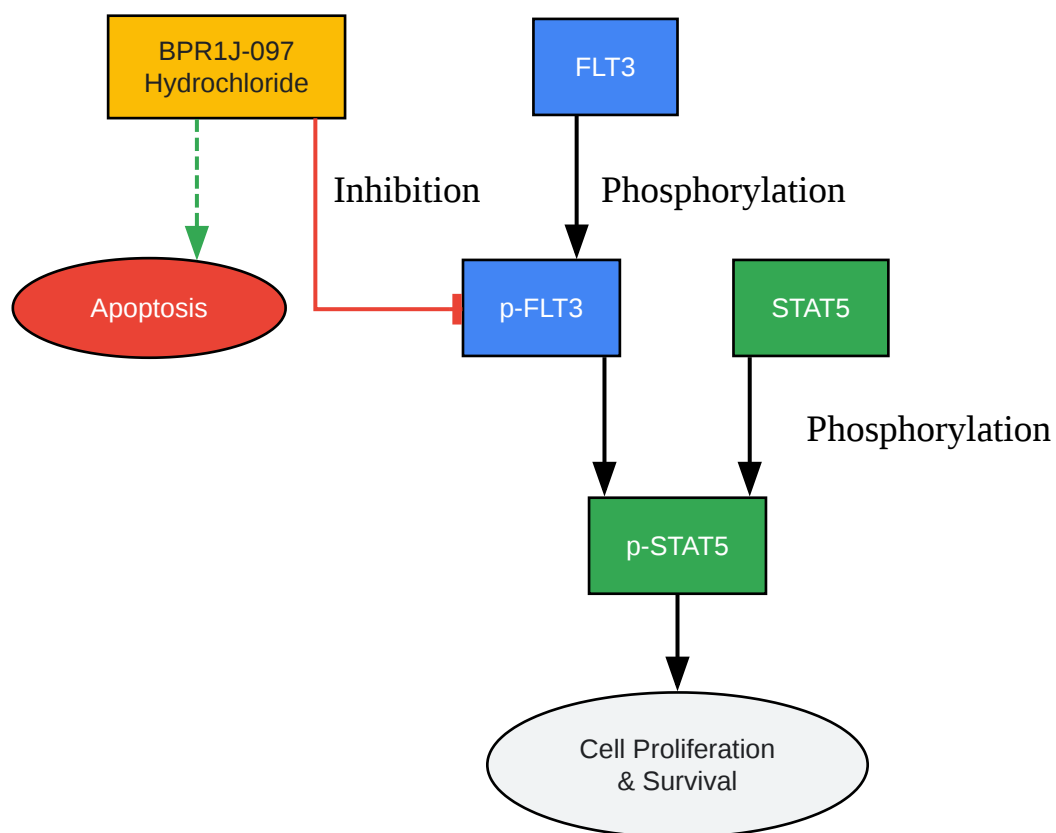 BPR1J-097
Hydrochloride
FLT3
Inhibition
Phosphorylation
Apoptosis
p-FLT3
STAT5
Phosphorylation
p-STAT5
Cell Proliferation
& Survival